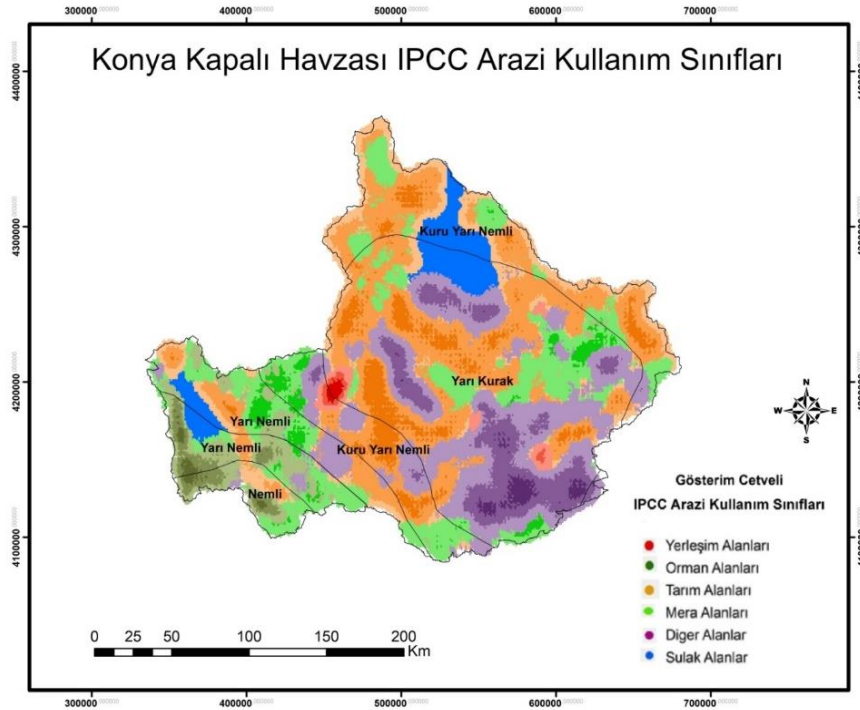 300000 400000 500000 600000 700000
Konya Kapalı Havzası IPCC Arazi Kullanım Sınıfları
4400000
4300000
4200000
4100000
Kuru Yarı Nemli
Yarı Kurak
Yarı Nemli
Yarı Nemli
Kuru Yarı Nemli
Nemli
N
W E
S
Gösterim Cetveli
IPCC Arazi Kullanım Sınıfları
Yerleşim Alanları
Orman Alanları
Tarım Alanları
Mera Alanları
Diger Alanlar
Sulak Alanlar
0 25 50 100 150 200
Km
300000 400000 500000 600000 700000